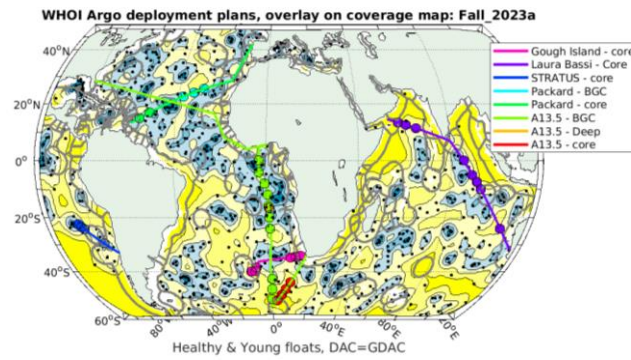 WHOI Argo deployment plans, overlay on coverage map: Fall_2023a
Gough Island - core
Laura Bassi - Core
STRATUS - core
Packard - BGC
Packard - core
A13.5 - BGC
A13.5 - Deep
A13.5 - core
40°N
20°N
0°
20°S
40°S
60°S
80°W
40°W
0°
40°E
80°E
Healthy & Young floats, DAC=GDAC